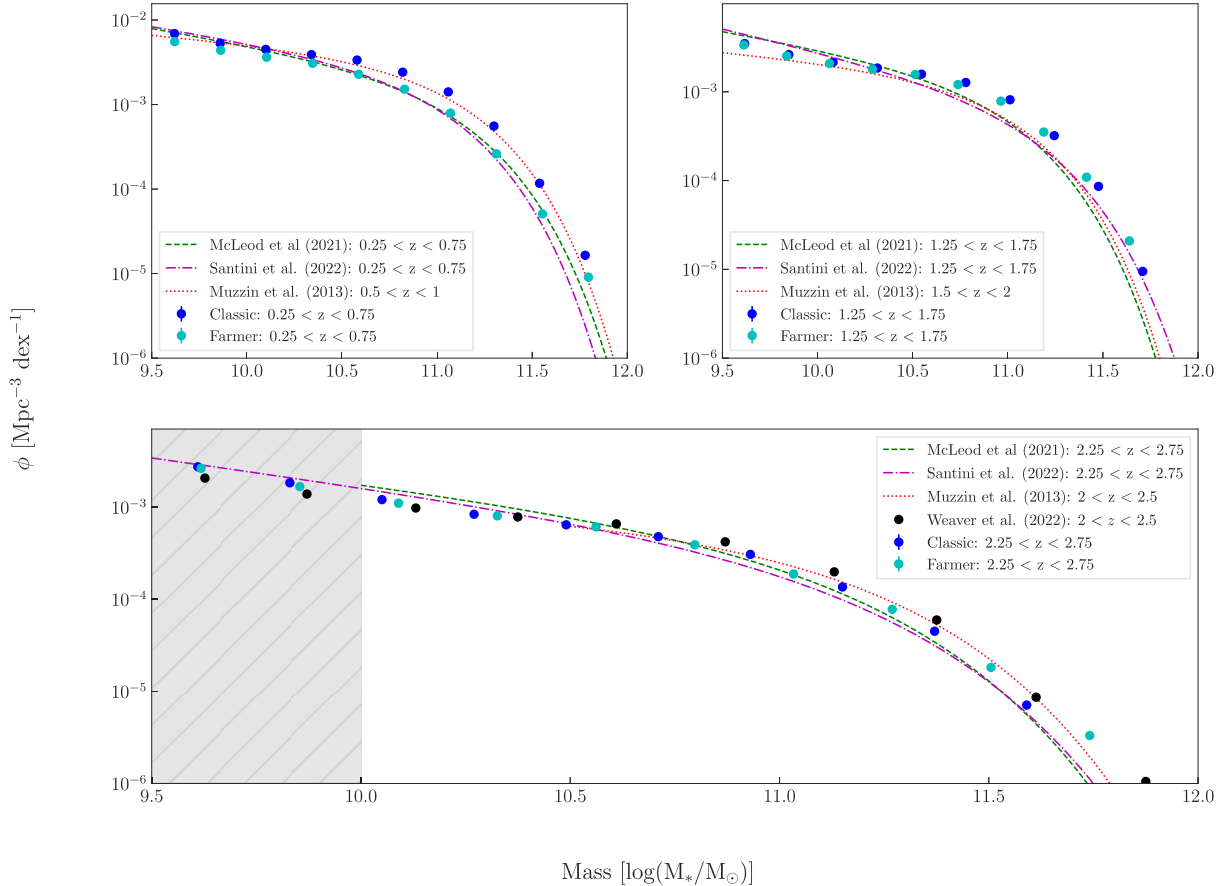 10⁻²
10⁻³
10⁻⁴
10⁻⁵
10⁻⁶
McLeod et al (2021): 0.25 < z < 0.75
Santini et al. (2022): 0.25 < z < 0.75
Muzzin et al. (2013): 0.5 < z < 1
Classic: 0.25 < z < 0.75
Farmer: 0.25 < z < 0.75
9.5 10.0 10.5 11.0 11.5 12.0
10⁻³
10⁻⁴
10⁻⁵
10⁻⁶
McLeod et al (2021): 1.25 < z < 1.75
Santini et al. (2022): 1.25 < z < 1.75
Muzzin et al. (2013): 1.5 < z < 2
Classic: 1.25 < z < 1.75
Farmer: 1.25 < z < 1.75
9.5 10.0 10.5 11.0 11.5 12.0
ϕ [Mpc⁻³ dex⁻¹]
10⁻³
10⁻⁴
10⁻⁵
10⁻⁶
McLeod et al (2021): 2.25 < z < 2.75
Santini et al. (2022): 2.25 < z < 2.75
Muzzin et al. (2013): 2 < z < 2.5
Weaver et al. (2022): 2 < z < 2.5
Classic: 2.25 < z < 2.75
Farmer: 2.25 < z < 2.75
9.5 10.0 10.5 11.0 11.5 12.0
Mass [log(M∗/M⊙)]